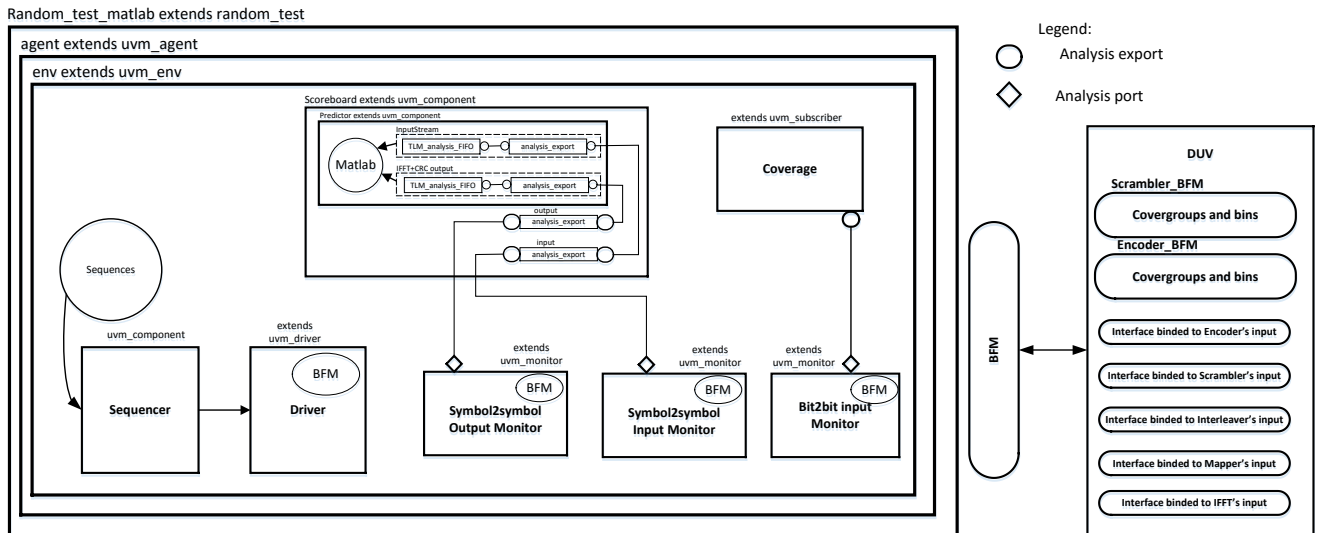 Random_test_matlab extends random_test
agent extends uvm_agent
env extends uvm_env
Scoreboard extends uvm_component
Predictor extends uvm_component
InputStream
TLM_analysis_FIFO
analysis_export
Matlab
IFFT+CRC output
TLM_analysis_FIFO
analysis_export
output
analysis_export
input
analysis_export
extends uvm_subscriber
Coverage
Sequences
uvm_component
Sequencer
extends
uvm_driver
BFM
Driver
extends
uvm_monitor
BFM
Symbol2symbol
Output Monitor
extends
uvm_monitor
BFM
Symbol2symbol
Input Monitor
extends
uvm_monitor
BFM
Bit2bit input
Monitor
Legend:
Analysis export
Analysis port
BFM
DUV
Scrambler_BFM
Covergroups and bins
Encoder_BFM
Covergroups and bins
Interface binded to Encoder's input
Interface binded to Scrambler's input
Interface binded to Interleaver's input
Interface binded to Mapper's input
Interface binded to IFFT's input